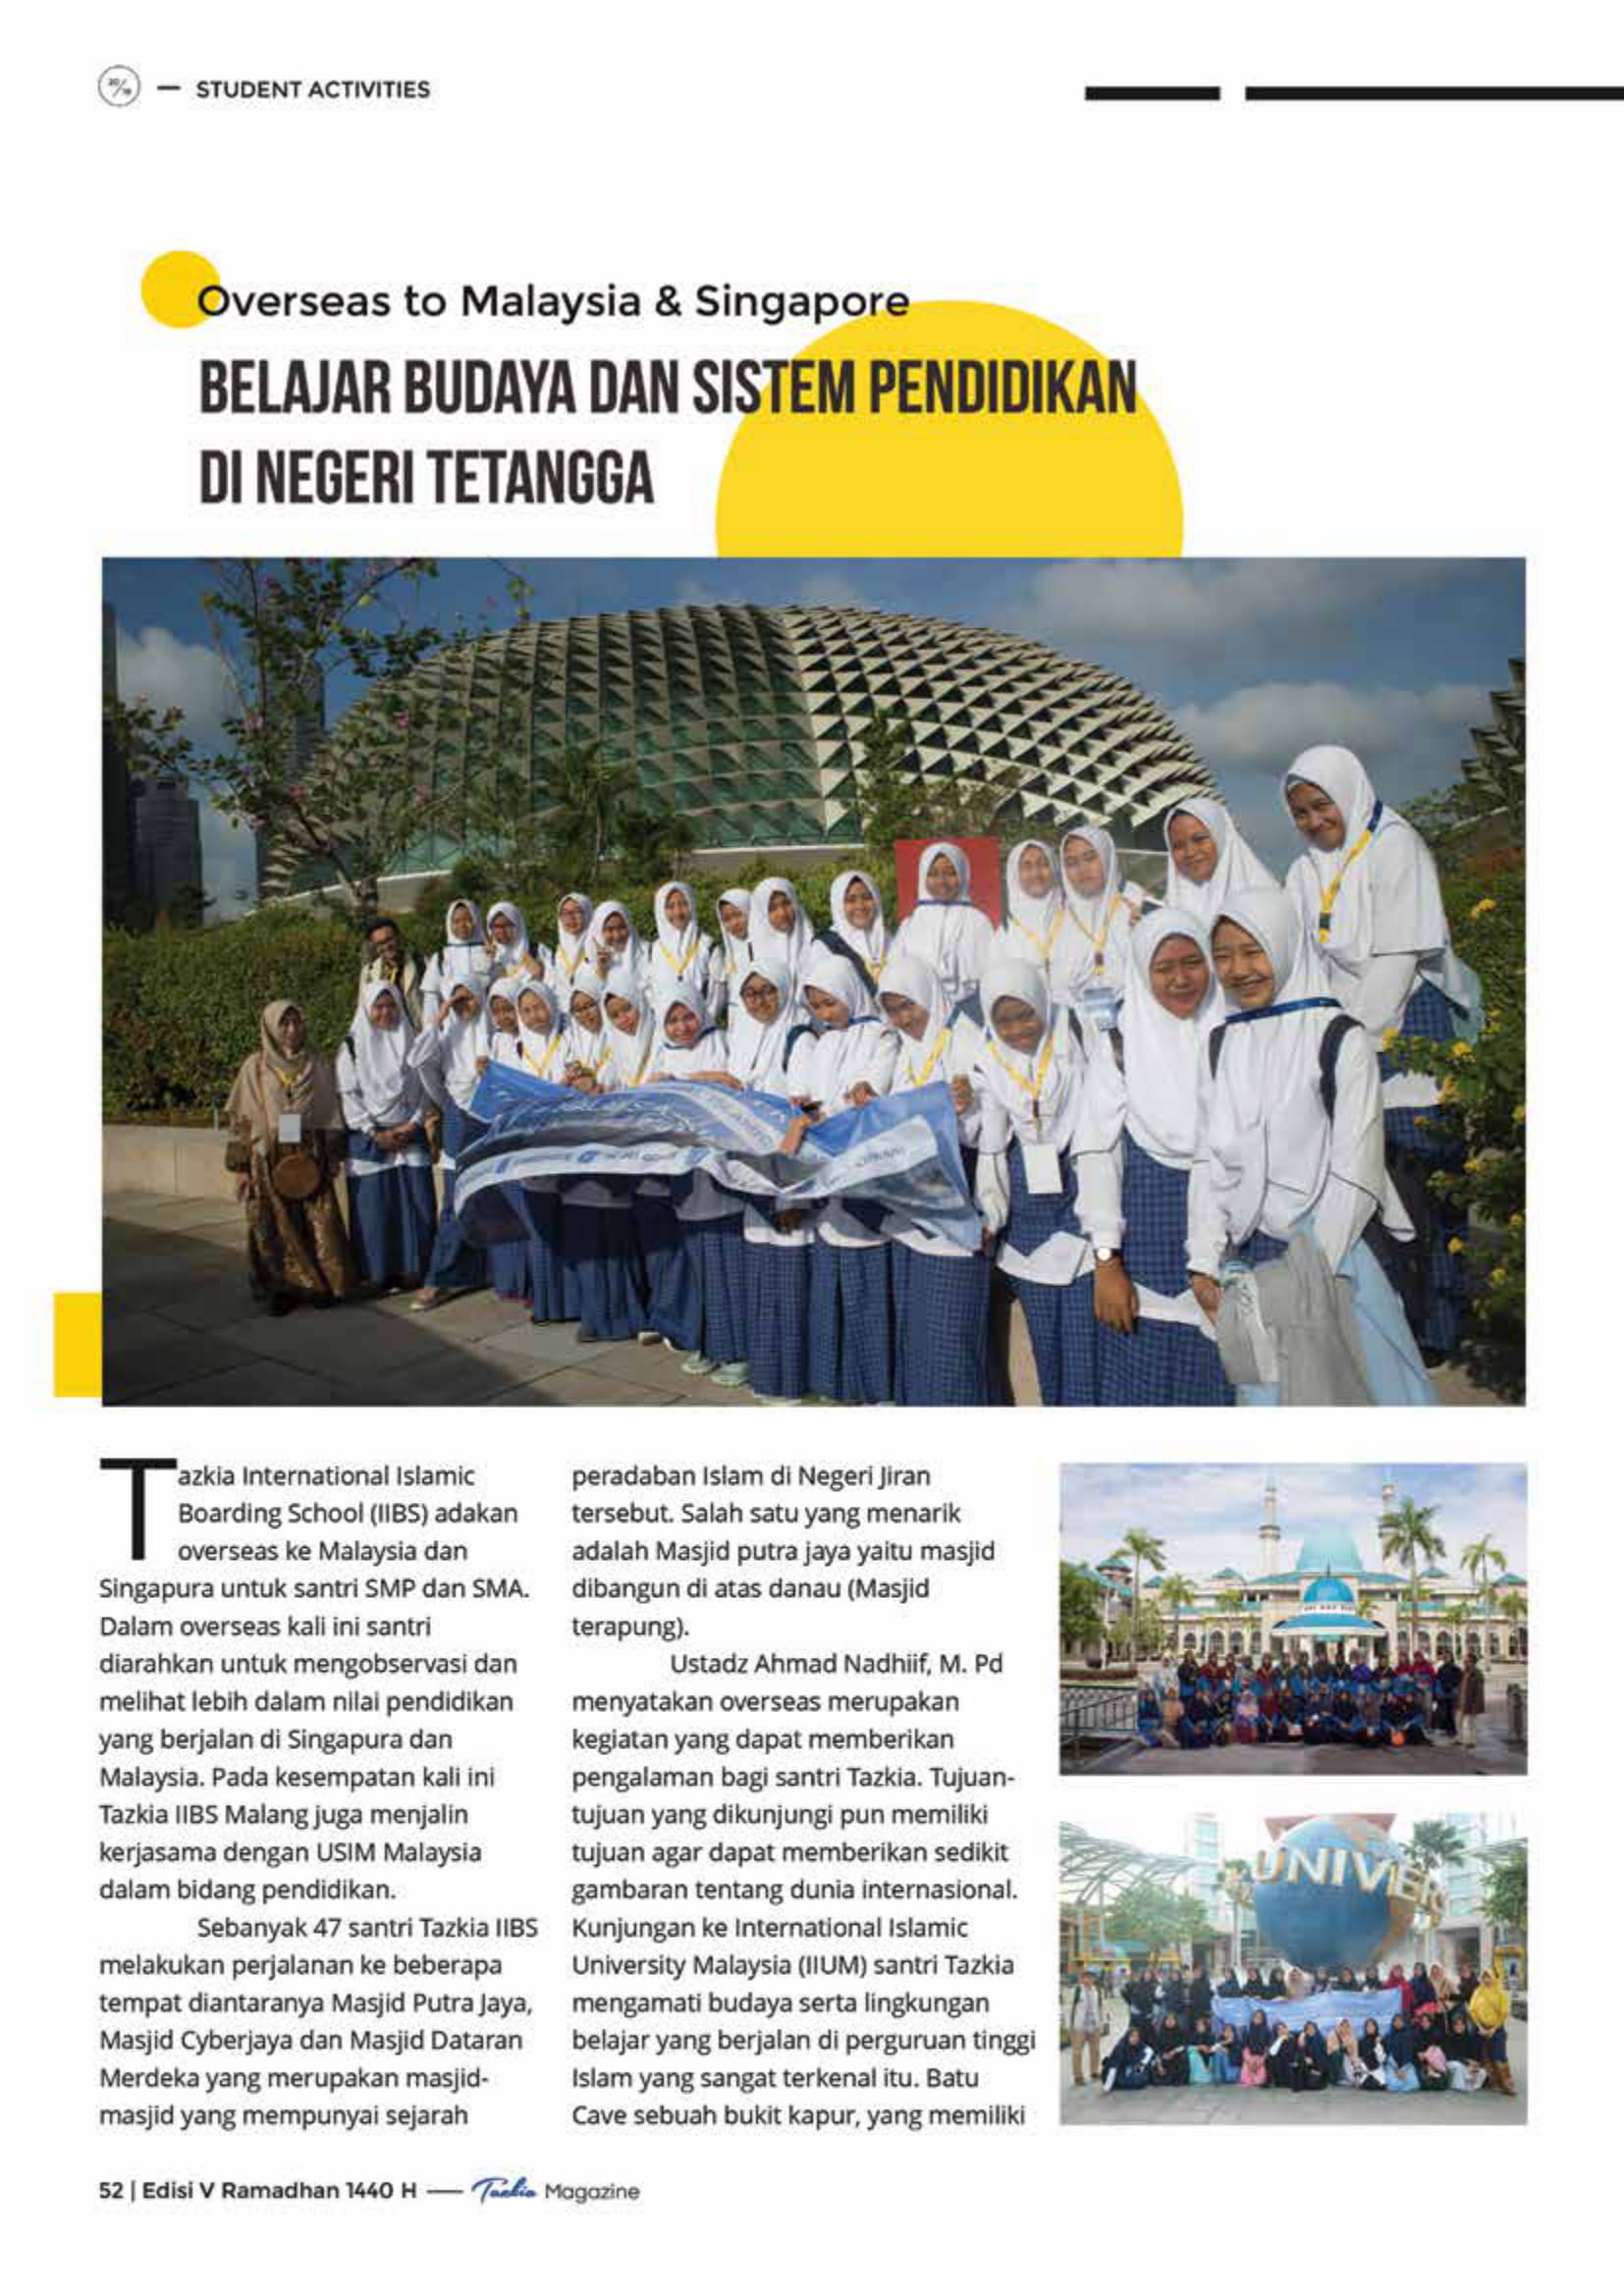 20/19 — STUDENT ACTIVITIES
Overseas to Malaysia & Singapore
BELAJAR BUDAYA DAN SISTEM PENDIDIKAN
DI NEGERI TETANGGA
Tazkia International Islamic
Boarding School (IIBS) adakan
overseas ke Malaysia dan
Singapura untuk santri SMP dan SMA.
Dalam overseas kali ini santri
diarahkan untuk mengobservasi dan
melihat lebih dalam nilai pendidikan
yang berjalan di Singapura dan
Malaysia. Pada kesempatan kali ini
Tazkia IIBS Malang juga menjalin
kerjasama dengan USIM Malaysia
dalam bidang pendidikan.
Sebanyak 47 santri Tazkia IIBS
melakukan perjalanan ke beberapa
tempat diantaranya Masjid Putra Jaya,
Masjid Cyberjaya dan Masjid Dataran
Merdeka yang merupakan masjid-
masjid yang mempunyai sejarah
peradaban Islam di Negeri Jiran
tersebut. Salah satu yang menarik
adalah Masjid putra jaya yaitu masjid
dibangun di atas danau (Masjid
terapung).
Ustadz Ahmad Nadhiif, M. Pd
menyatakan overseas merupakan
kegiatan yang dapat memberikan
pengalaman bagi santri Tazkia. Tujuan-
tujuan yang dikunjungi pun memiliki
tujuan agar dapat memberikan sedikit
gambaran tentang dunia internasional.
Kunjungan ke International Islamic
University Malaysia (IIUM) santri Tazkia
mengamati budaya serta lingkungan
belajar yang berjalan di perguruan tinggi
Islam yang sangat terkenal itu. Batu
Cave sebuah bukit kapur, yang memiliki
UNIVER
52 | Edisi V Ramadhan 1440 H — Tazkia Magazine